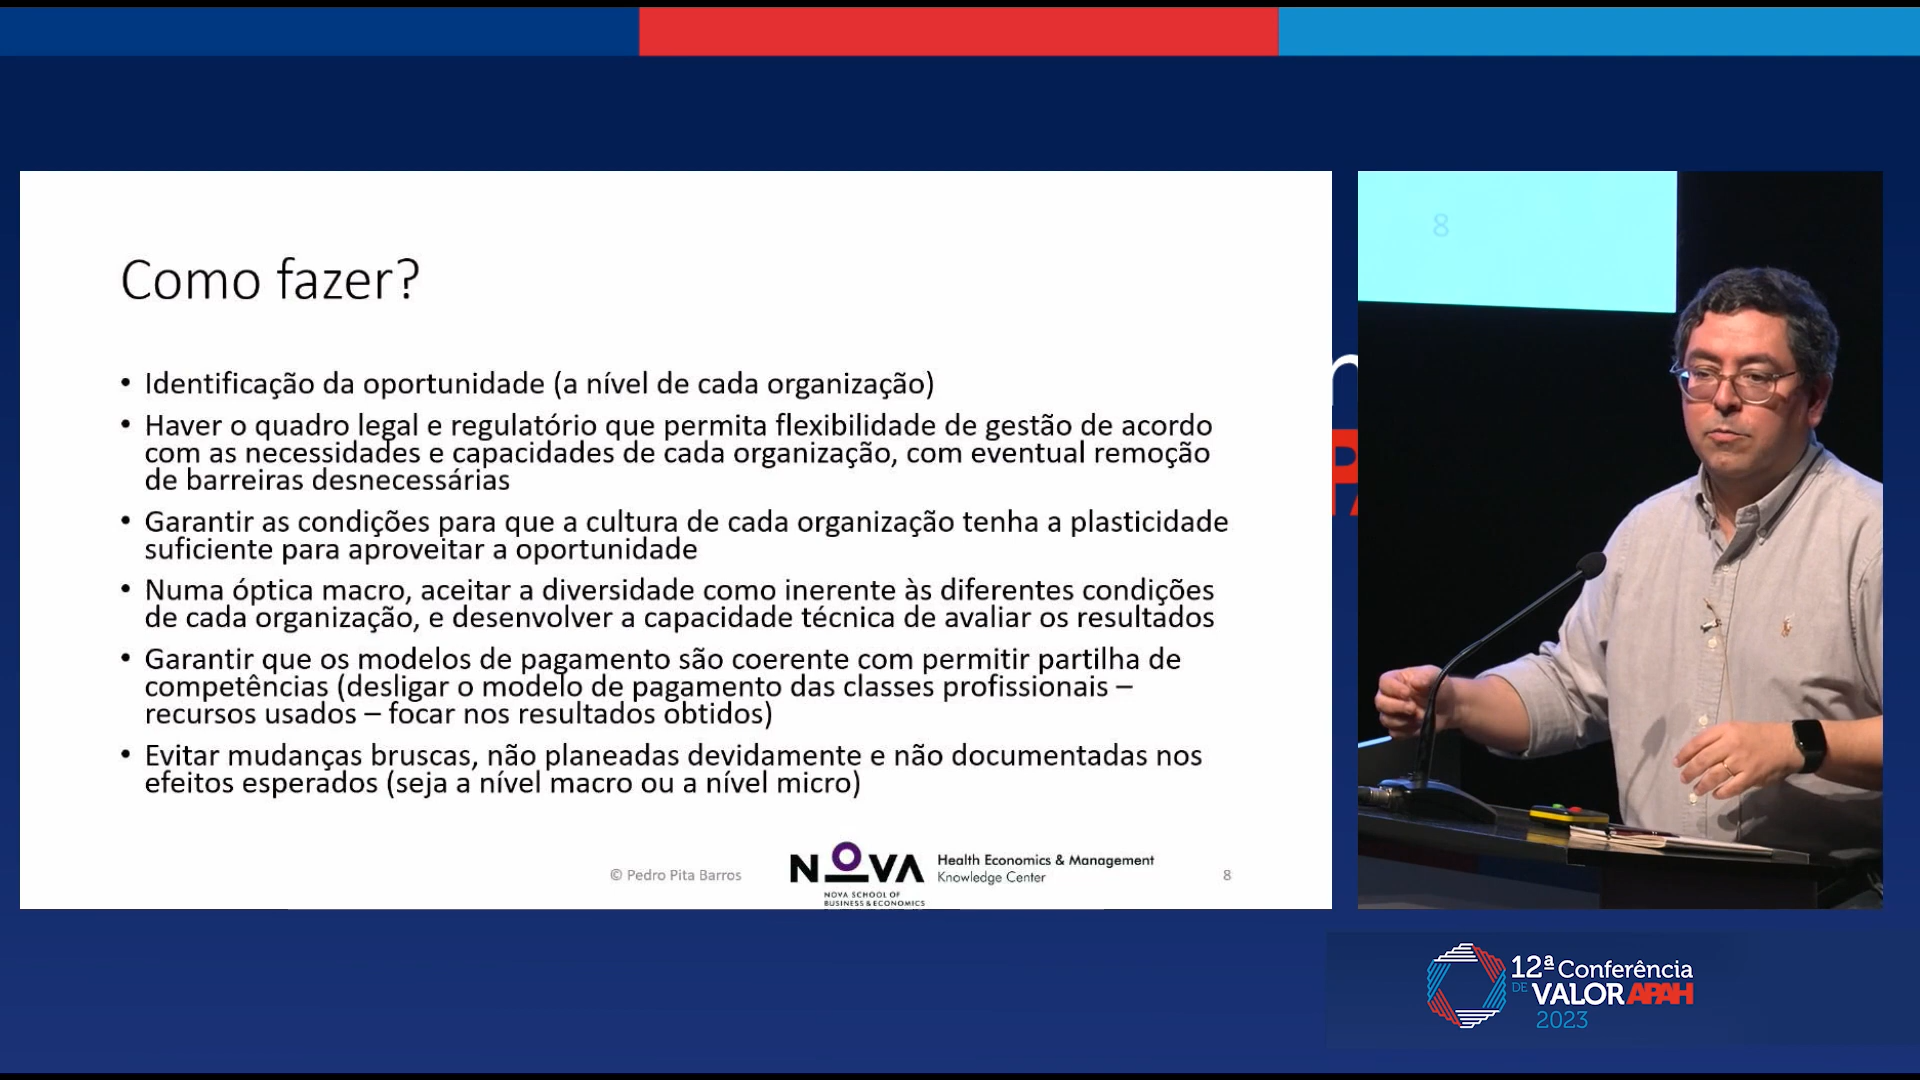 Como fazer?
• Identificação da oportunidade (a nível de cada organização)
• Haver o quadro legal e regulatório que permita flexibilidade de gestão de acordo
com as necessidades e capacidades de cada organização, com eventual remoção
de barreiras desnecessárias
• Garantir as condições para que a cultura de cada organização tenha a plasticidade
suficiente para aproveitar a oportunidade
• Numa óptica macro, aceitar a diversidade como inerente às diferentes condições
de cada organização, e desenvolver a capacidade técnica de avaliar os resultados
• Garantir que os modelos de pagamento são coerente com permitir partilha de
competências (desligar o modelo de pagamento das classes profissionais –
recursos usados – focar nos resultados obtidos)
• Evitar mudanças bruscas, não planeadas devidamente e não documentadas nos
efeitos esperados (seja a nível macro ou a nível micro)
© Pedro Pita Barros
NOVA
NOVA SCHOOL OF
BUSINESS & ECONOMICS
Health Economics & Management
Knowledge Center
8
8
12ª Conferência
DE VALOR APAH
2023